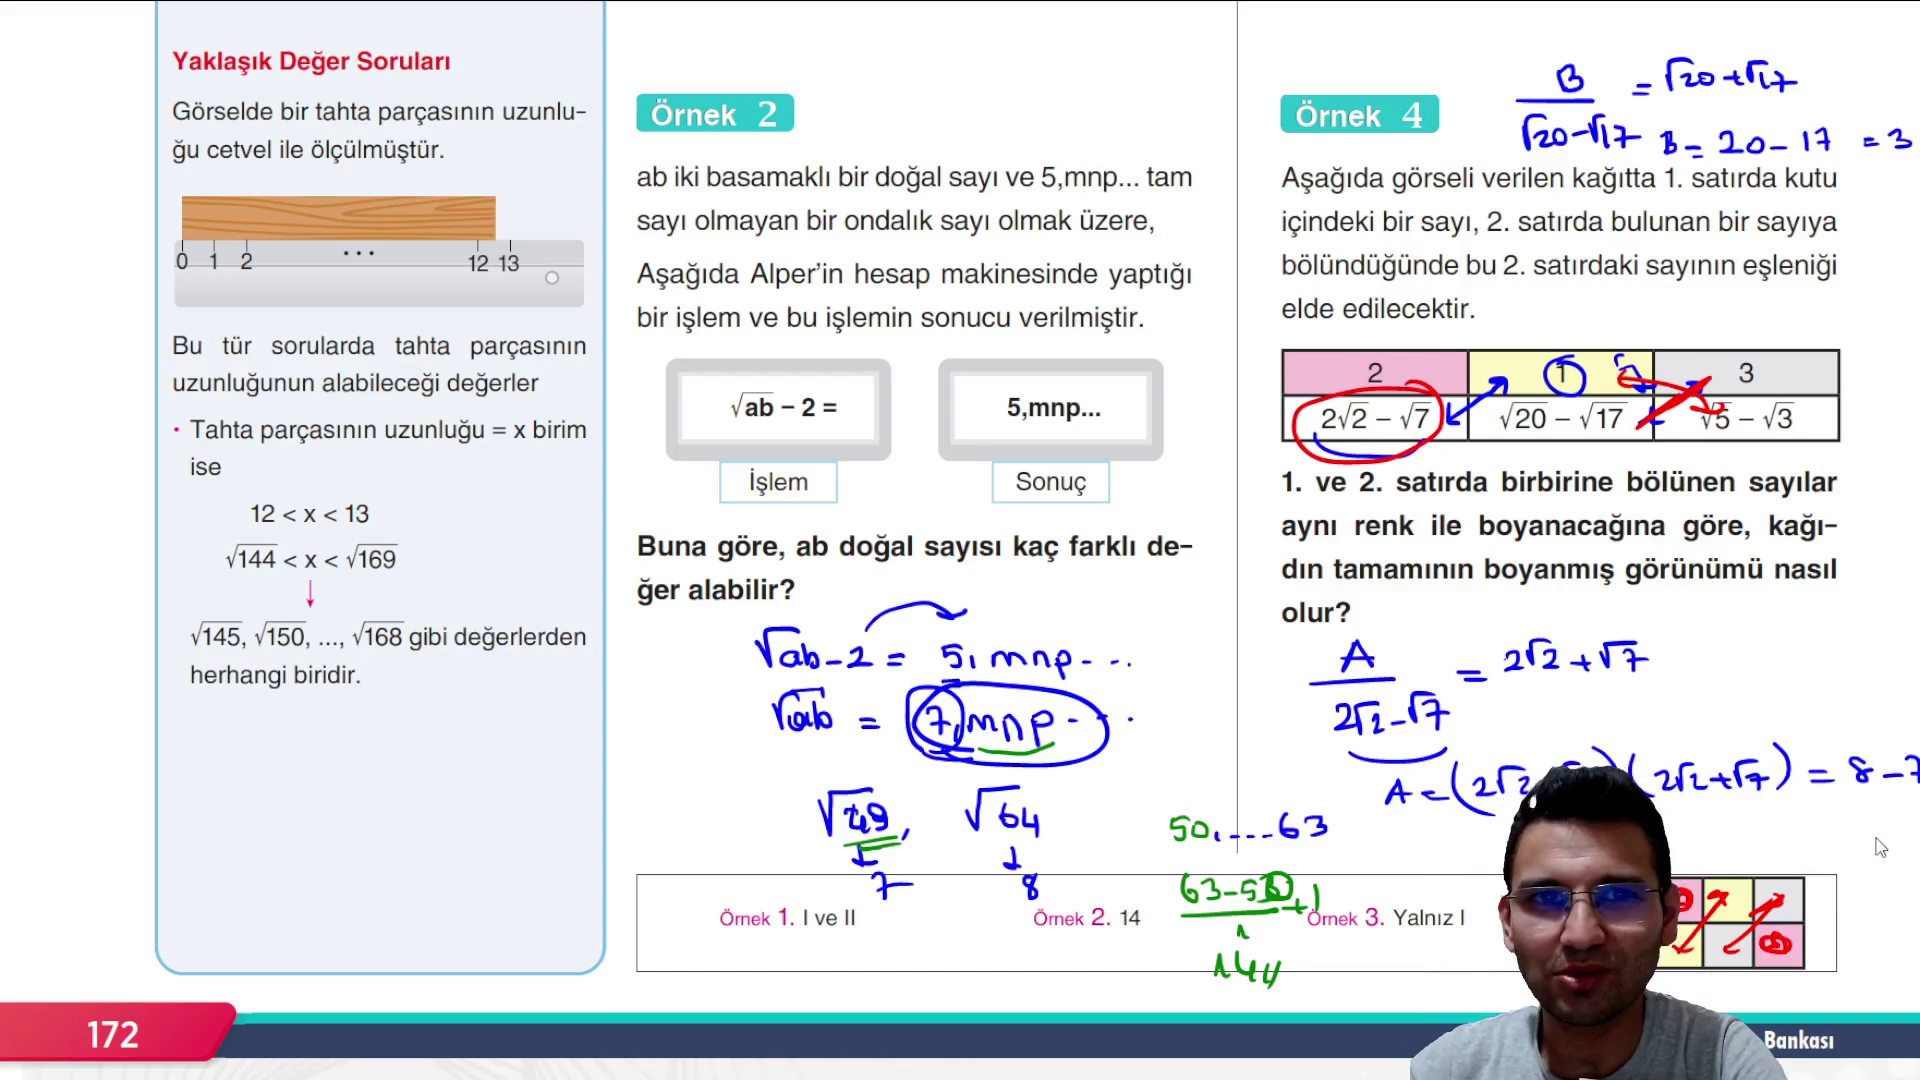 Yaklaşık Değer Soruları
Görselde bir tahta parçasının uzunlu-
ğu cetvel ile ölçülmüştür.
0 1 2 ... 12 13
Bu tür sorularda tahta parçasının
uzunluğunun alabileceği değerler
• Tahta parçasının uzunluğu = x birim
ise
12 < x < 13
√144 < x < √169
√145, √150, ..., √168 gibi değerlerden
herhangi biridir.
172
Örnek 2
ab iki basamaklı bir doğal sayı ve 5,mnp... tam
sayı olmayan bir ondalık sayı olmak üzere,
Aşağıda Alper'in hesap makinesinde yaptığı
bir işlem ve bu işlemin sonucu verilmiştir.
√ab – 2 =
5,mnp...
İşlem
Sonuç
Buna göre, ab doğal sayısı kaç farklı de-
ğer alabilir?
√ab - 2 = 5, mnp - ...
√ab = 7, mnp - ...
√49, √64
7 8
50, ... 63
63-50
+1
1
14
Örnek 1. I ve II
Örnek 2. 14
Örnek 3. Yalnız I
Örnek 4
B = √20 + √17
√20 - √17
B = 20 - 17 = 3
Aşağıda görseli verilen kağıtta 1. satırda kutu
içindeki bir sayı, 2. satırda bulunan bir sayıya
bölündüğünde bu 2. satırdaki sayının eşleniği
elde edilecektir.
2 1 3
2√2 – √7 √20 – √17 √5 – √3
1. ve 2. satırda birbirine bölünen sayılar
aynı renk ile boyanacağına göre, kağı-
dın tamamının boyanmış görünümü nasıl
olur?
A = 2√2 + √7
2√2 - √7
A = (2√2 (2√2 + √7) = 8 - 7
Bankası